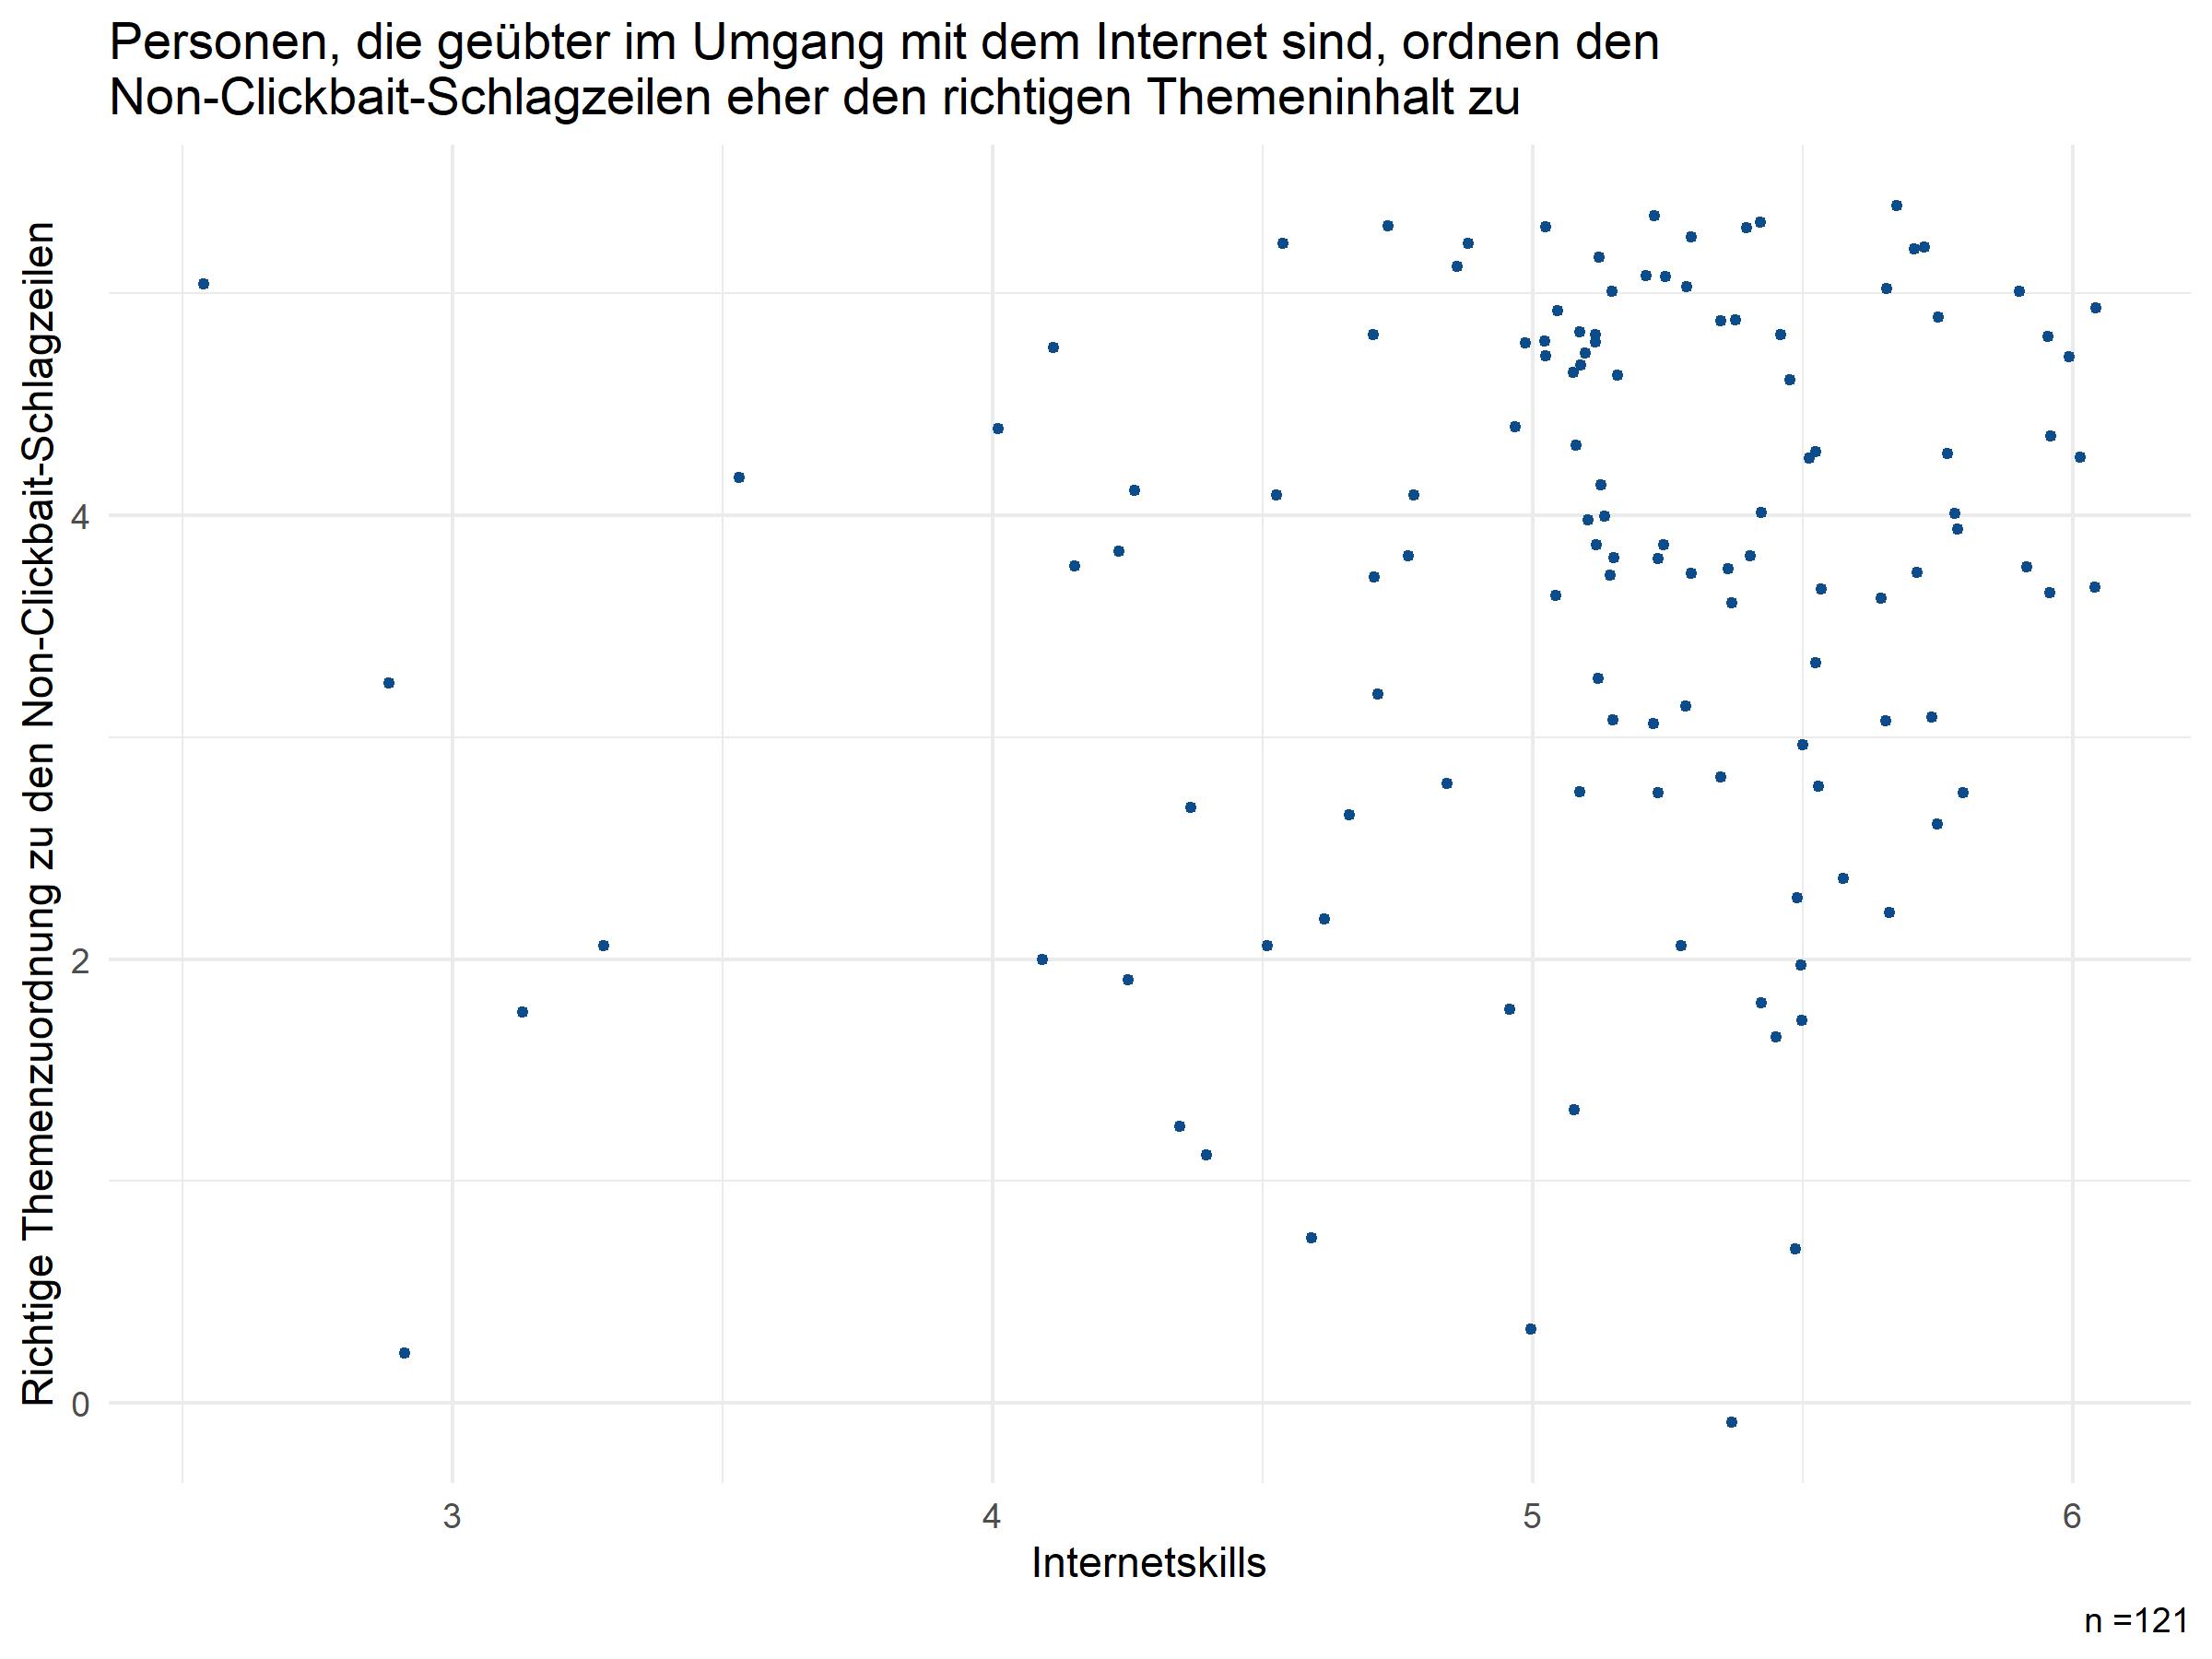 Personen, die geübter im Umgang mit dem Internet sind, ordnen den
Non-Clickbait-Schlagzeilen eher den richtigen Themeninhalt zu
Richtige Themenzuordnung zu den Non-Clickbait-Schlagzeilen
4
2
0
3
4
5
6
Internetskills
n =121